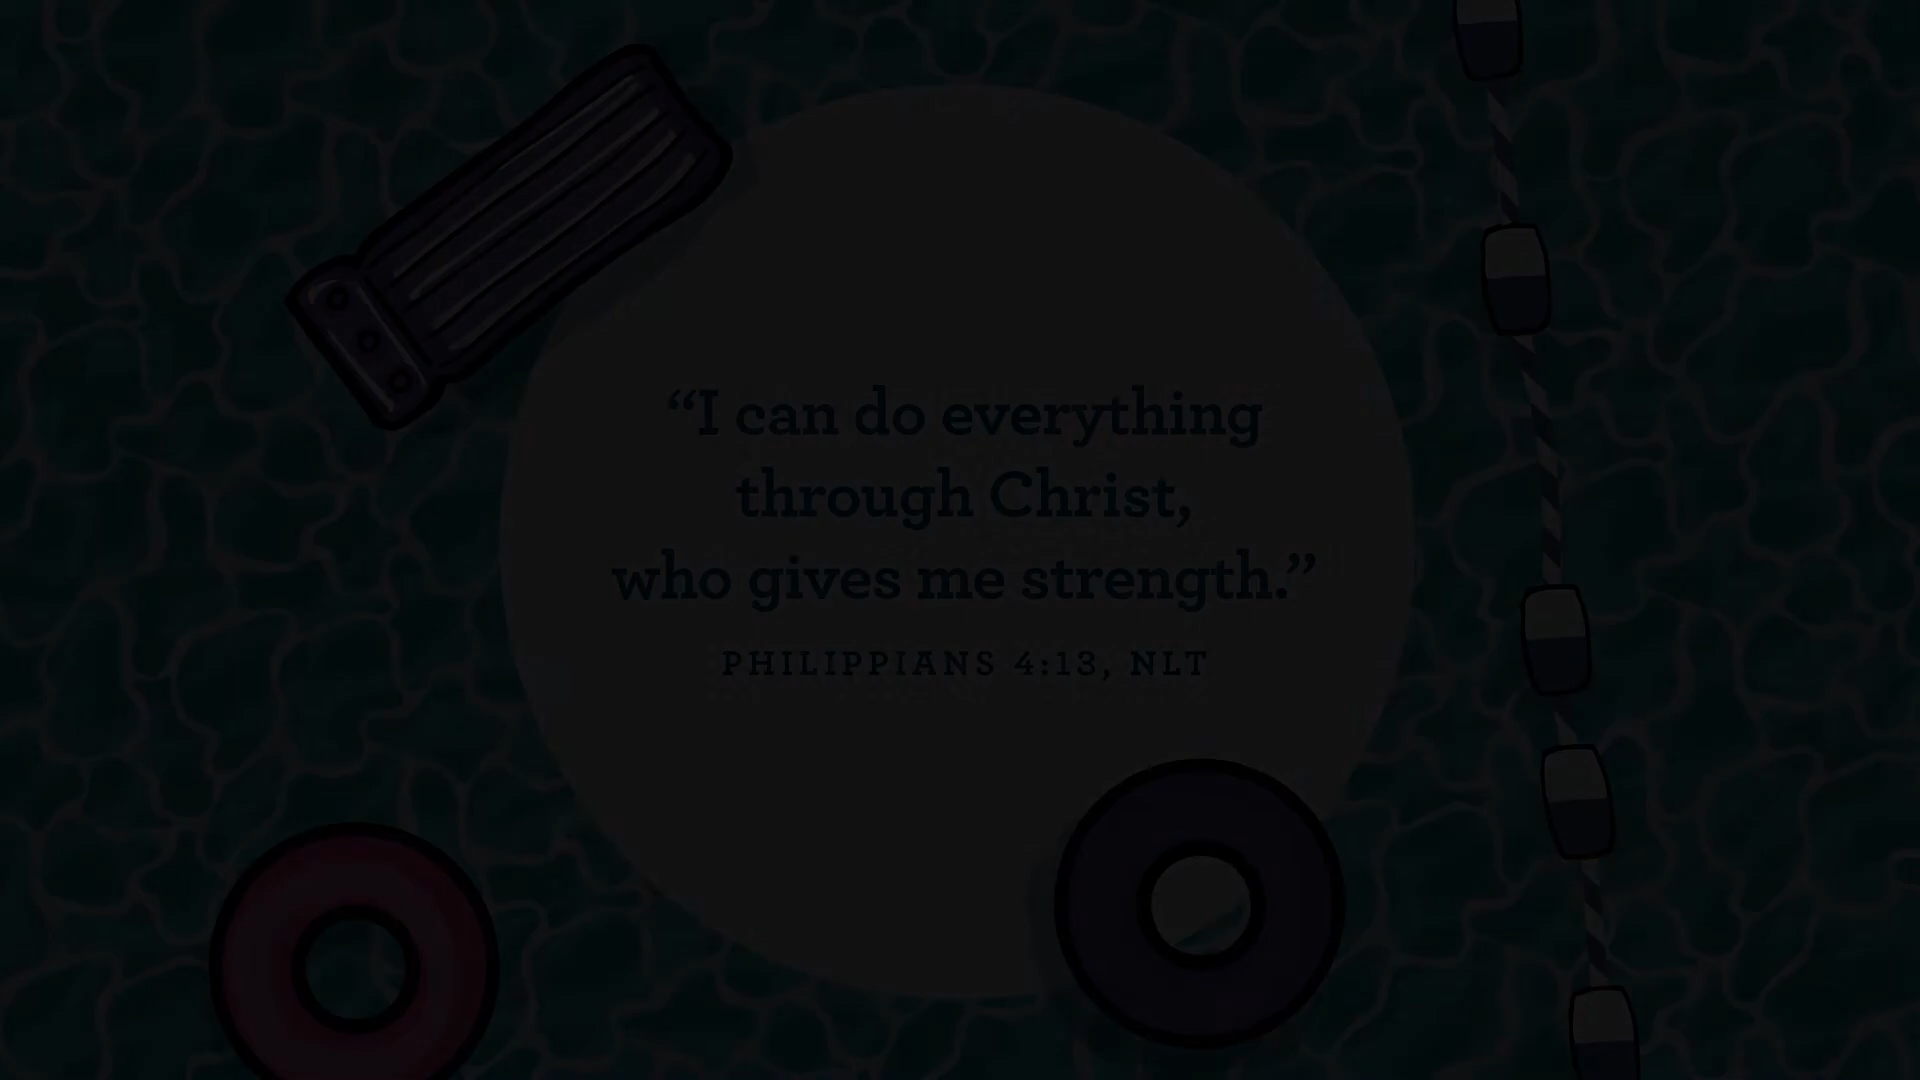 “I can do everything
through Christ,
who gives me strength.”
PHILIPPIANS 4:13, NLT